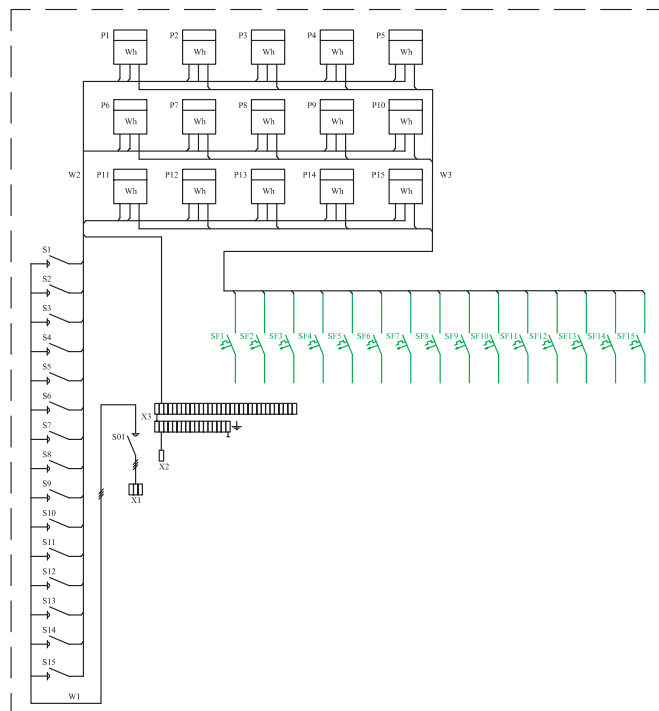 P1 P2 P3 P4 P5
Wh Wh Wh Wh Wh
P6 P7 P8 P9 P10
Wh Wh Wh Wh Wh
W2 P11 P12 P13 P14 P15 W3
Wh Wh Wh Wh Wh
S1
S2
S3
S4
S5
S6
S7
S8
S9
S10
S11
S12
S13
S14
S15
W1
SF1 SF2 SF3 SF4 SF5 SF6 SF7 SF8 SF9 SF10 SF11 SF12 SF13 SF14 SF15
X3
S01
X2
X1